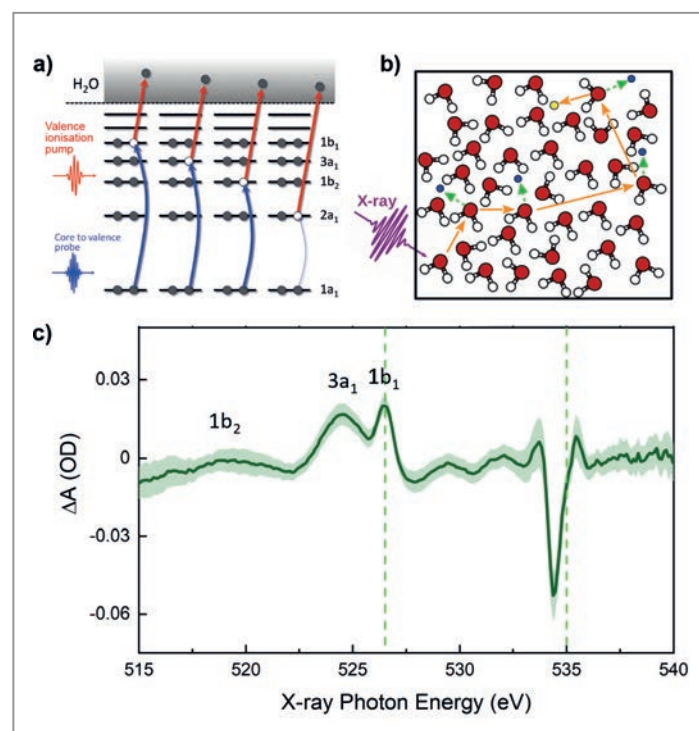 a)
H₂O
Valence
ionisation
pump
Core to valence
probe
1b₁
3a₁
1b₂
2a₁
1a₁
b)
X-ray
c)
ΔA (OD)
0.03
0
-0.03
-0.06
1b₂
3a₁
1b₁
515
520
525
530
535
540
X-ray Photon Energy (eV)